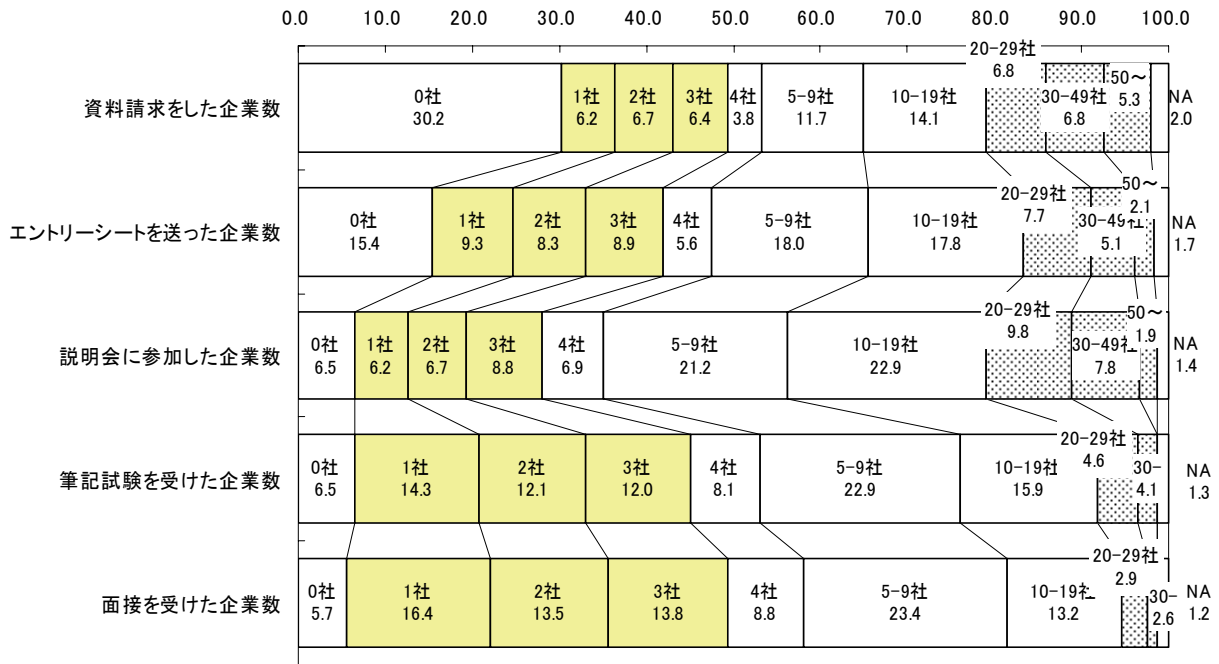 0.0 10.0 20.0 30.0 40.0 50.0 60.0 70.0 80.0 90.0 100.0
資料請求をした企業数
0社 1社 2社 3社 4社 5-9社 10-19社 20-29社 30-49社 50～ NA
30.2 6.2 6.7 6.4 3.8 11.7 14.1 6.8 6.8 5.3 2.0
エントリーシートを送った企業数
0社 1社 2社 3社 4社 5-9社 10-19社 20-29社 30-49社 50～ NA
15.4 9.3 8.3 8.9 5.6 18.0 17.8 7.7 5.1 2.1 1.7
説明会に参加した企業数
0社 1社 2社 3社 4社 5-9社 10-19社 20-29社 30-49社 50～ NA
6.5 6.2 6.7 8.8 6.9 21.2 22.9 9.8 7.8 1.9 1.4
筆記試験を受けた企業数
0社 1社 2社 3社 4社 5-9社 10-19社 20-29社 30- NA
6.5 14.3 12.1 12.0 8.1 22.9 15.9 4.6 4.1 1.3
面接を受けた企業数
0社 1社 2社 3社 4社 5-9社 10-19社 20-29社 30- NA
5.7 16.4 13.5 13.8 8.8 23.4 13.2 2.9 2.6 1.2